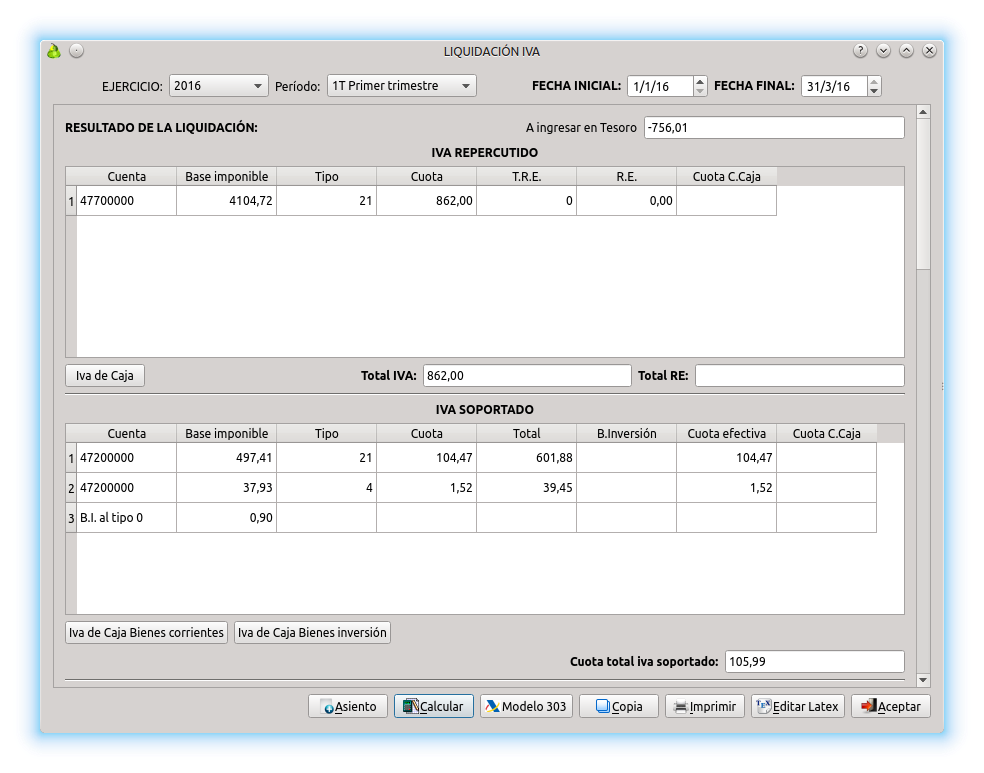 LIQUIDACIÓN IVA
EJERCICIO: 2016 Período: 1T Primer trimestre FECHA INICIAL: 1/1/16 FECHA FINAL: 31/3/16
RESULTADO DE LA LIQUIDACIÓN: A ingresar en Tesoro -756,01
IVA REPERCUTIDO
Cuenta Base imponible Tipo Cuota T.R.E. R.E. Cuota C.Caja
1 47700000 4104,72 21 862,00 0 0,00
Iva de Caja Total IVA: 862,00 Total RE:
IVA SOPORTADO
Cuenta Base imponible Tipo Cuota Total B.Inversión Cuota efectiva Cuota C.Caja
1 47200000 497,41 21 104,47 601,88 104,47
2 47200000 37,93 4 1,52 39,45 1,52
3 B.I. al tipo 0 0,90
Iva de Caja Bienes corrientes Iva de Caja Bienes inversión
Cuota total iva soportado: 105,99
Asiento Calcular Modelo 303 Copia Imprimir Editar Latex Aceptar